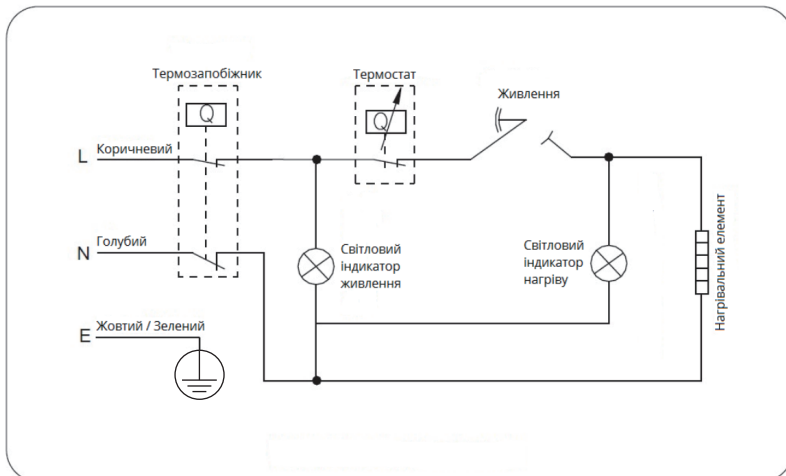 Термозапобіжник
Термостат
Живлення
Q
Q
L
Коричневий
N
Голубий
Світловий
індикатор
живлення
Світловий
індикатор
нагріву
Нагрівальний елемент
E
Жовтий / Зелений